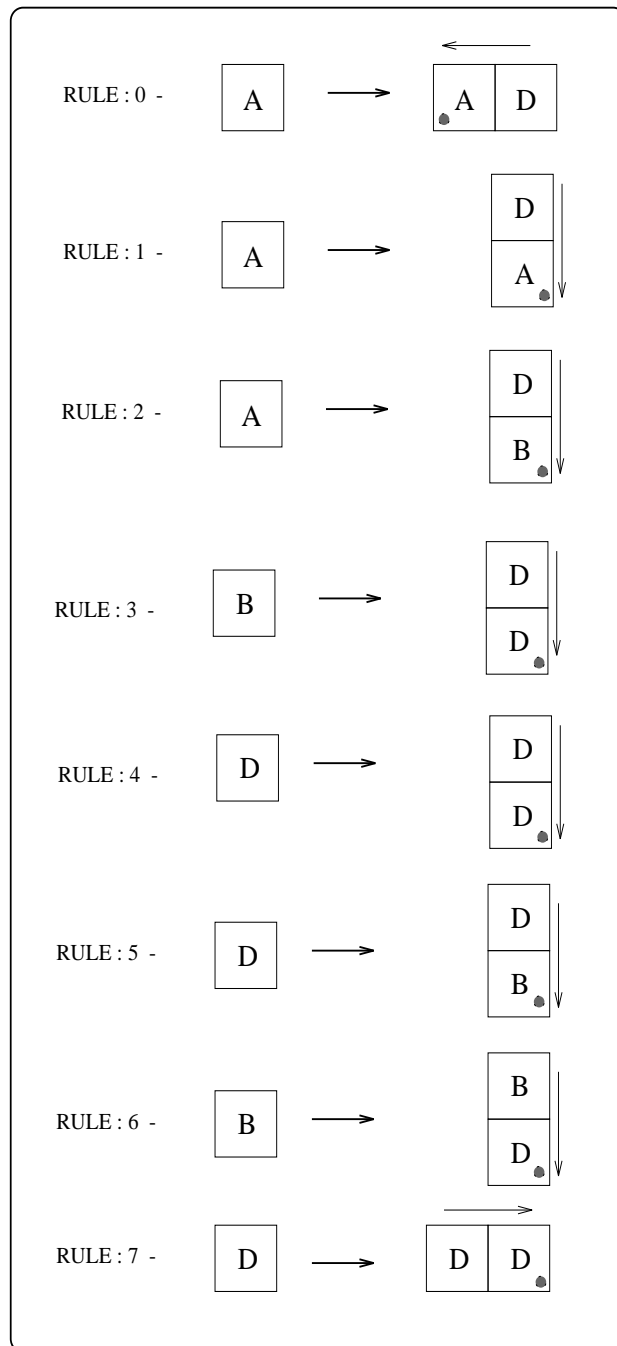 RULE : 0 - A A D
D
RULE : 1 - A
A
D
RULE : 2 - A
B
D
RULE : 3 - B
D
D
RULE : 4 - D
D
D
RULE : 5 - D
B
B
RULE : 6 - B
D
RULE : 7 - D D D